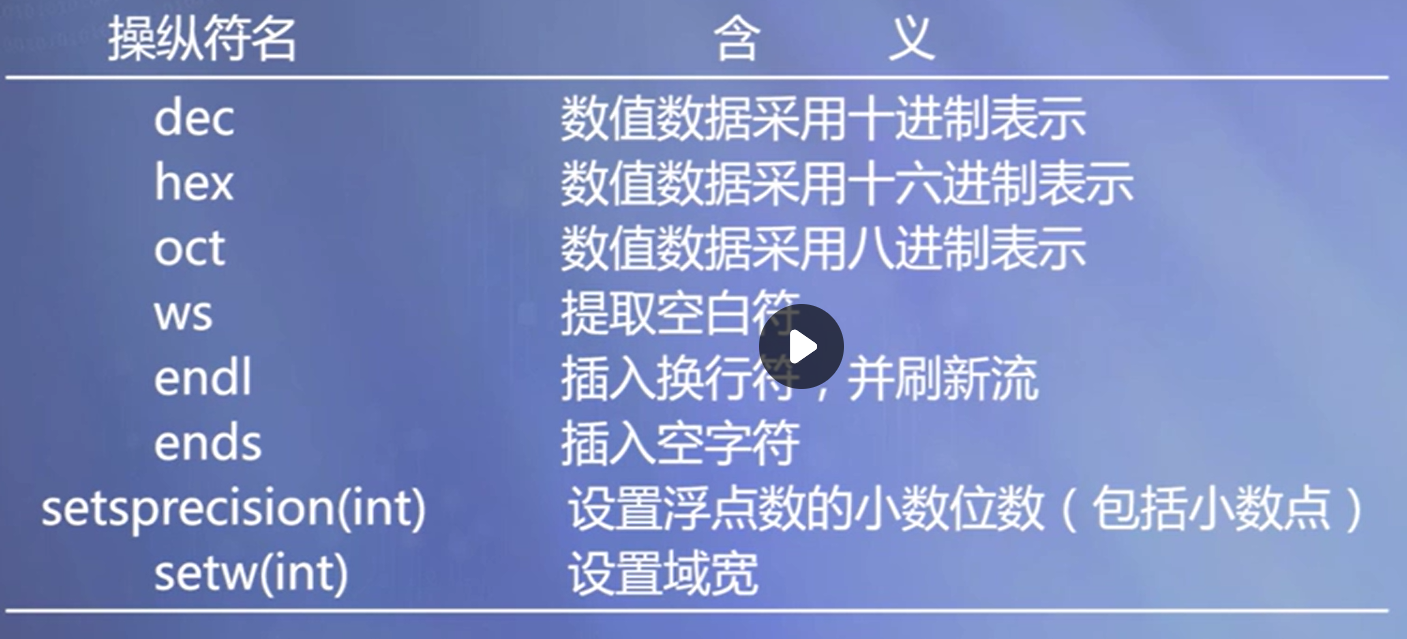 操纵符名 含 义
dec 数值数据采用十进制表示
hex 数值数据采用十六进制表示
oct 数值数据采用八进制表示
ws 提取空白符
endl 插入换行符，并刷新流
ends 插入空字符
setsprecision(int) 设置浮点数的小数位数（包括小数点）
setw(int) 设置域宽